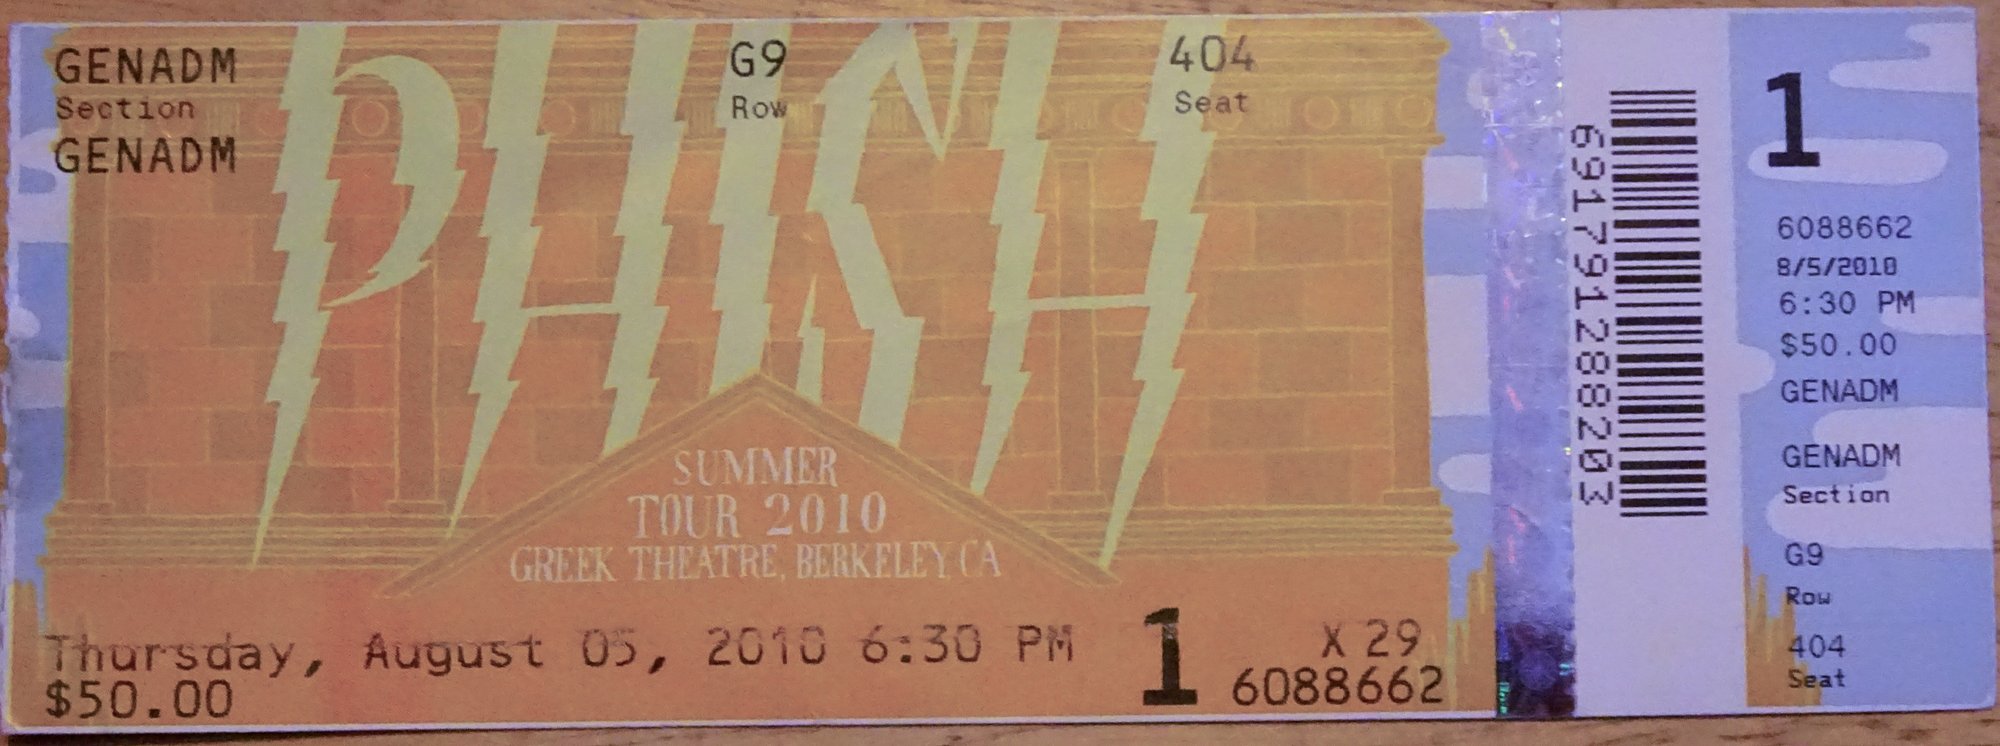 GENADM
Section
GENADM
G9
Row
404
Seat
PHISH
SUMMER
TOUR 2010
GREEK THEATRE, BERKELEY, CA
Thursday, August 05, 2010 6:30 PM
$50.00
1
X 29
6088662
691791288203
1
6088662
8/5/2010
6:30 PM
$50.00
GENADM
GENADM
Section
G9
Row
404
Seat